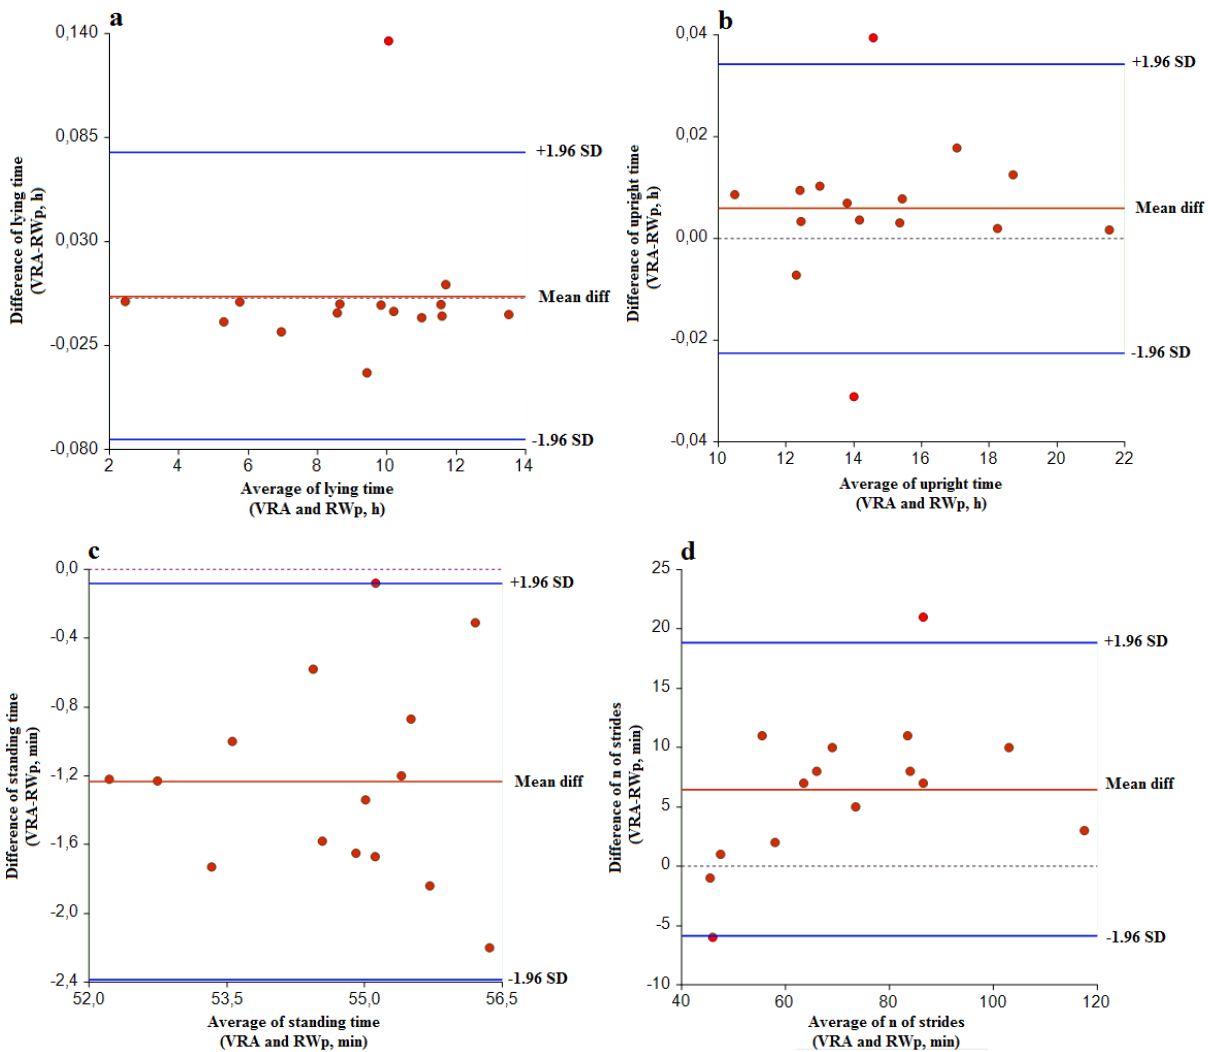 a
0,140
0,085
0,030
-0,025
-0,080
Difference of lying time
(VRA-RWp, h)
+1.96 SD
Mean diff
-1.96 SD
2 4 6 8 10 12 14
Average of lying time
(VRA and RWp, h)
b
0,04
0,02
0,00
-0,02
-0,04
Difference of upright time
(VRA-RWp, h)
+1.96 SD
Mean diff
-1.96 SD
10 12 14 16 18 20 22
Average of upright time
(VRA and RWp, h)
c
0,0
-0,4
-0,8
-1,2
-1,6
-2,0
-2,4
Difference of standing time
(VRA-RWp, min)
+1.96 SD
Mean diff
-1.96 SD
52,0 53,5 55,0 56,5
Average of standing time
(VRA and RWp, min)
d
25
20
15
10
5
0
-5
-10
Difference of n of strides
(VRA-RWp, min)
+1.96 SD
Mean diff
-1.96 SD
40 60 80 100 120
Average of n of strides
(VRA and RWp, min)